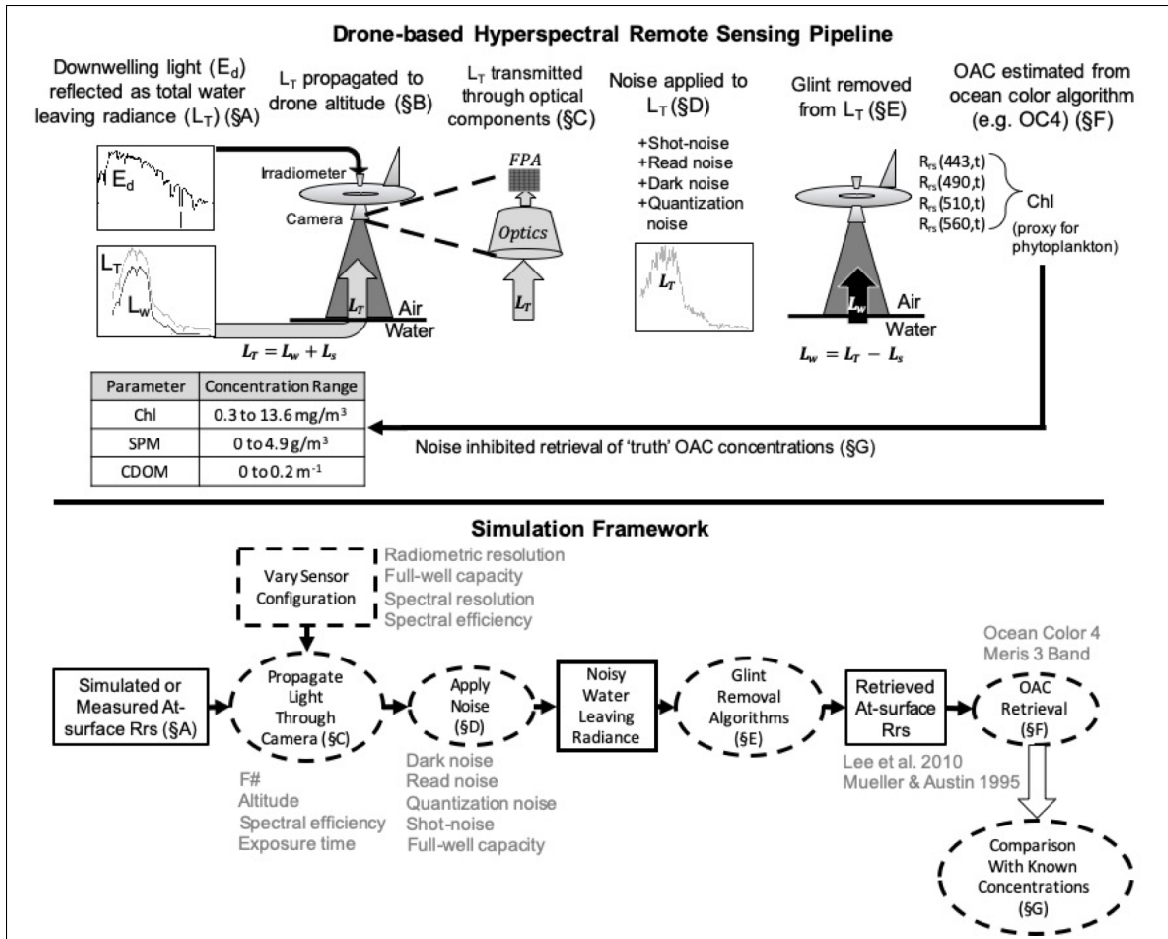 Drone-based Hyperspectral Remote Sensing Pipeline
Downwelling light (Ed)
reflected as total water
leaving radiance (LT) (§A)
LT propagated to
drone altitude (§B)
LT transmitted
through optical
components (§C)
Noise applied to
LT (§D)
+Shot-noise
+Read noise
+Dark noise
+Quantization
noise
Glint removed
from LT (§E)
OAC estimated from
ocean color algorithm
(e.g. OC4) (§F)
Ed
Irradiometer
Camera
FPA
Optics
LT
LT
Lw
LT
Air
Water
LT = Lw + Ls
LT
Lw
Air
Water
Lw = LT − Ls
Rrs(443,t)
Rrs(490,t)
Rrs(510,t)
Rrs(560,t)
Chl
(proxy for
phytoplankton)
Parameter Concentration Range
Chl 0.3 to 13.6 mg/m³
SPM 0 to 4.9 g/m³
CDOM 0 to 0.2 m⁻¹
Noise inhibited retrieval of ‘truth’ OAC concentrations (§G)
Simulation Framework
Vary Sensor
Configuration
Radiometric resolution
Full-well capacity
Spectral resolution
Spectral efficiency
Simulated or
Measured At-
surface Rrs (§A)
Propagate
Light
Through
Camera (§C)
F#
Altitude
Spectral efficiency
Exposure time
Apply
Noise
(§D)
Dark noise
Read noise
Quantization noise
Shot-noise
Full-well capacity
Noisy
Water
Leaving
Radiance
Glint
Removal
Algorithms
(§E)
Retrieved
At-surface
Rrs
Lee et al. 2010
Mueller & Austin 1995
Ocean Color 4
Meris 3 Band
OAC
Retrieval
(§F)
Comparison
With Known
Concentrations
(§G)